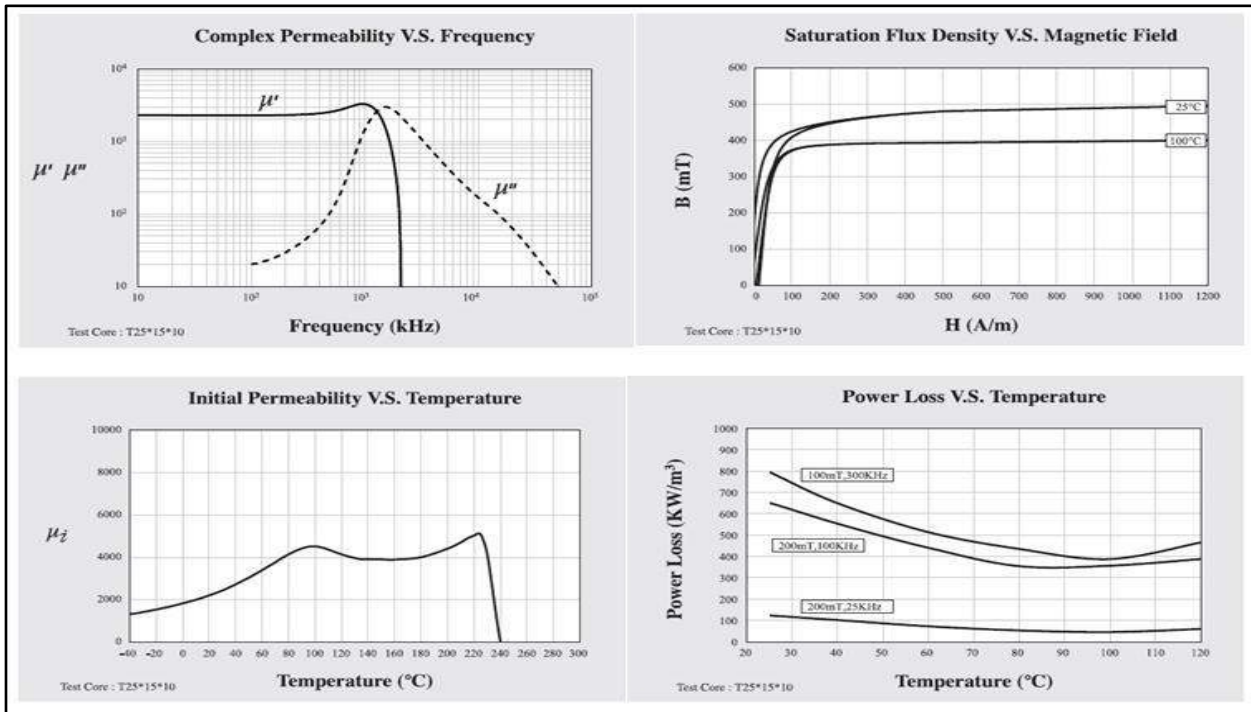 Complex Permeability V.S. Frequency
10⁴
10³
10²
10
μ' μ"
μ'
μ"
10 10² 10³ 10⁴ 10⁵
Frequency (kHz)
Test Core : T25*15*10
Saturation Flux Density V.S. Magnetic Field
600
500
400
300
200
100
0
B (mT)
25°C
100°C
0 100 200 300 400 500 600 700 800 900 1000 1100 1200
H (A/m)
Test Core : T25*15*10
Initial Permeability V.S. Temperature
10000
8000
6000
4000
2000
0
μi
-40 -20 0 20 40 60 80 100 120 140 160 180 200 220 240 250 260 280 300
Temperature (°C)
Test Core : T25*15*10
Power Loss V.S. Temperature
1000
900
800
700
600
500
400
300
200
100
0
Power Loss (KW/m³)
100mT,300KHz
200mT,100KHz
200mT,25KHz
20 30 40 50 60 70 80 90 100 110 120
Temperature (°C)
Test Core : T25*15*10